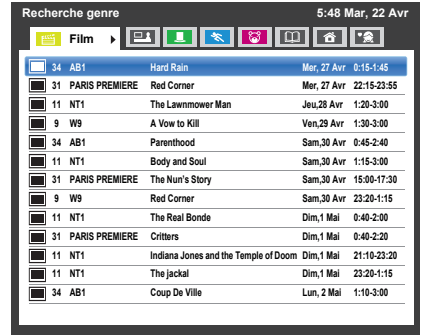 Recherche genre 5:48 Mar, 22 Avr
Film
34 AB1 Hard Rain Mer, 27 Avr 0:15-1:45
31 PARIS PREMIERE Red Corner Mer, 27 Avr 22:15-23:55
11 NT1 The Lawnmower Man Jeu,28 Avr 1:20-3:00
9 W9 A Vow to Kill Ven,29 Avr 1:30-3:00
34 AB1 Parenthood Sam,30 Avr 0:45-2:40
11 NT1 Body and Soul Sam,30 Avr 1:15-3:00
31 PARIS PREMIERE The Nun's Story Sam,30 Avr 15:00-17:30
9 W9 Red Corner Sam,30 Avr 23:20-1:15
11 NT1 The Real Bonde Dim,1 Mai 0:40-2:00
31 PARIS PREMIERE Critters Dim,1 Mai 0:40-2:20
11 NT1 Indiana Jones and the Temple of Doom Dim,1 Mai 21:10-23:20
11 NT1 The jackal Dim,1 Mai 23:20-1:15
34 AB1 Coup De Ville Lun, 2 Mai 1:10-3:00